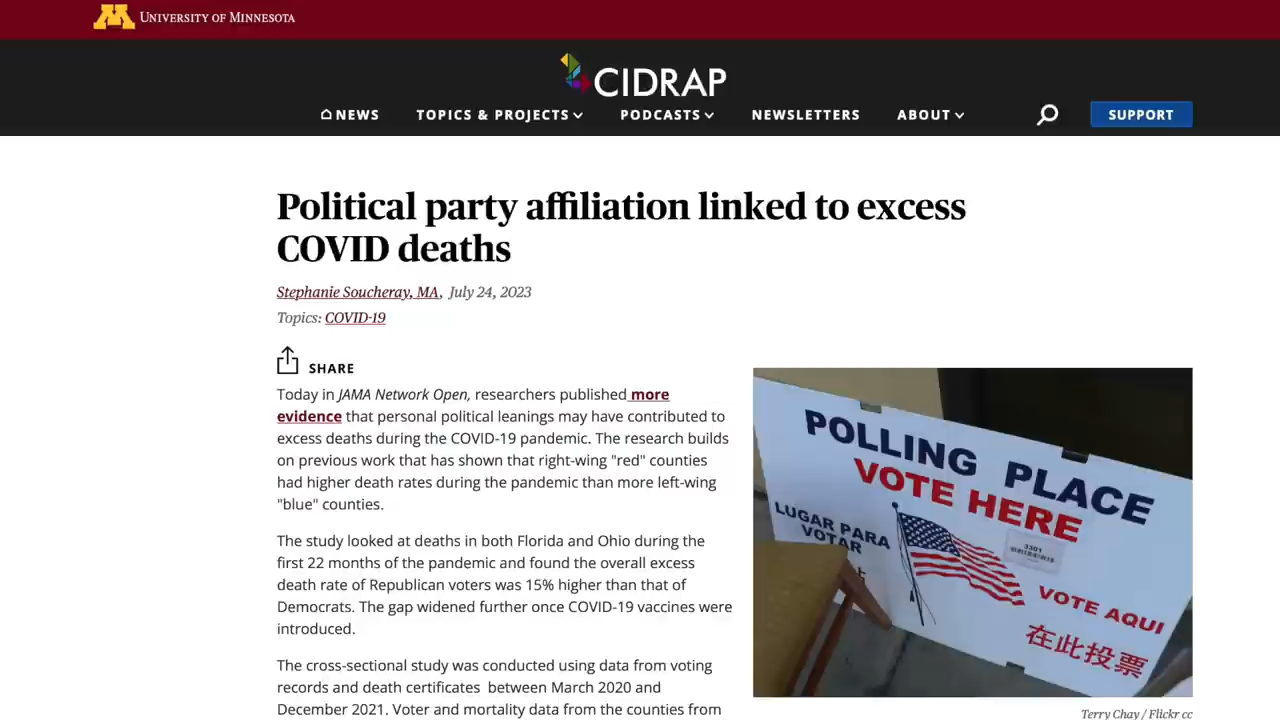 UNIVERSITY OF MINNESOTA
CIDRAP
NEWS
TOPICS & PROJECTS
PODCASTS
NEWSLETTERS
ABOUT
SUPPORT
Political party affiliation linked to excess
COVID deaths
Stephanie Soucheray, MA, July 24, 2023
Topics: COVID-19
SHARE
Today in JAMA Network Open, researchers published more
evidence that personal political leanings may have contributed to
excess deaths during the COVID-19 pandemic. The research builds
on previous work that has shown that right-wing "red" counties
had higher death rates during the pandemic than more left-wing
"blue" counties.
The study looked at deaths in both Florida and Ohio during the
first 22 months of the pandemic and found the overall excess
death rate of Republican voters was 15% higher than that of
Democrats. The gap widened further once COVID-19 vaccines were
introduced.
The cross-sectional study was conducted using data from voting
records and death certificates between March 2020 and
December 2021. Voter and mortality data from the counties from
POLLING PLACE
VOTE HERE
LUGAR PARA
VOTAR
3301
VOTE AQUI
在此投票
Terry Chay / Flickr cc